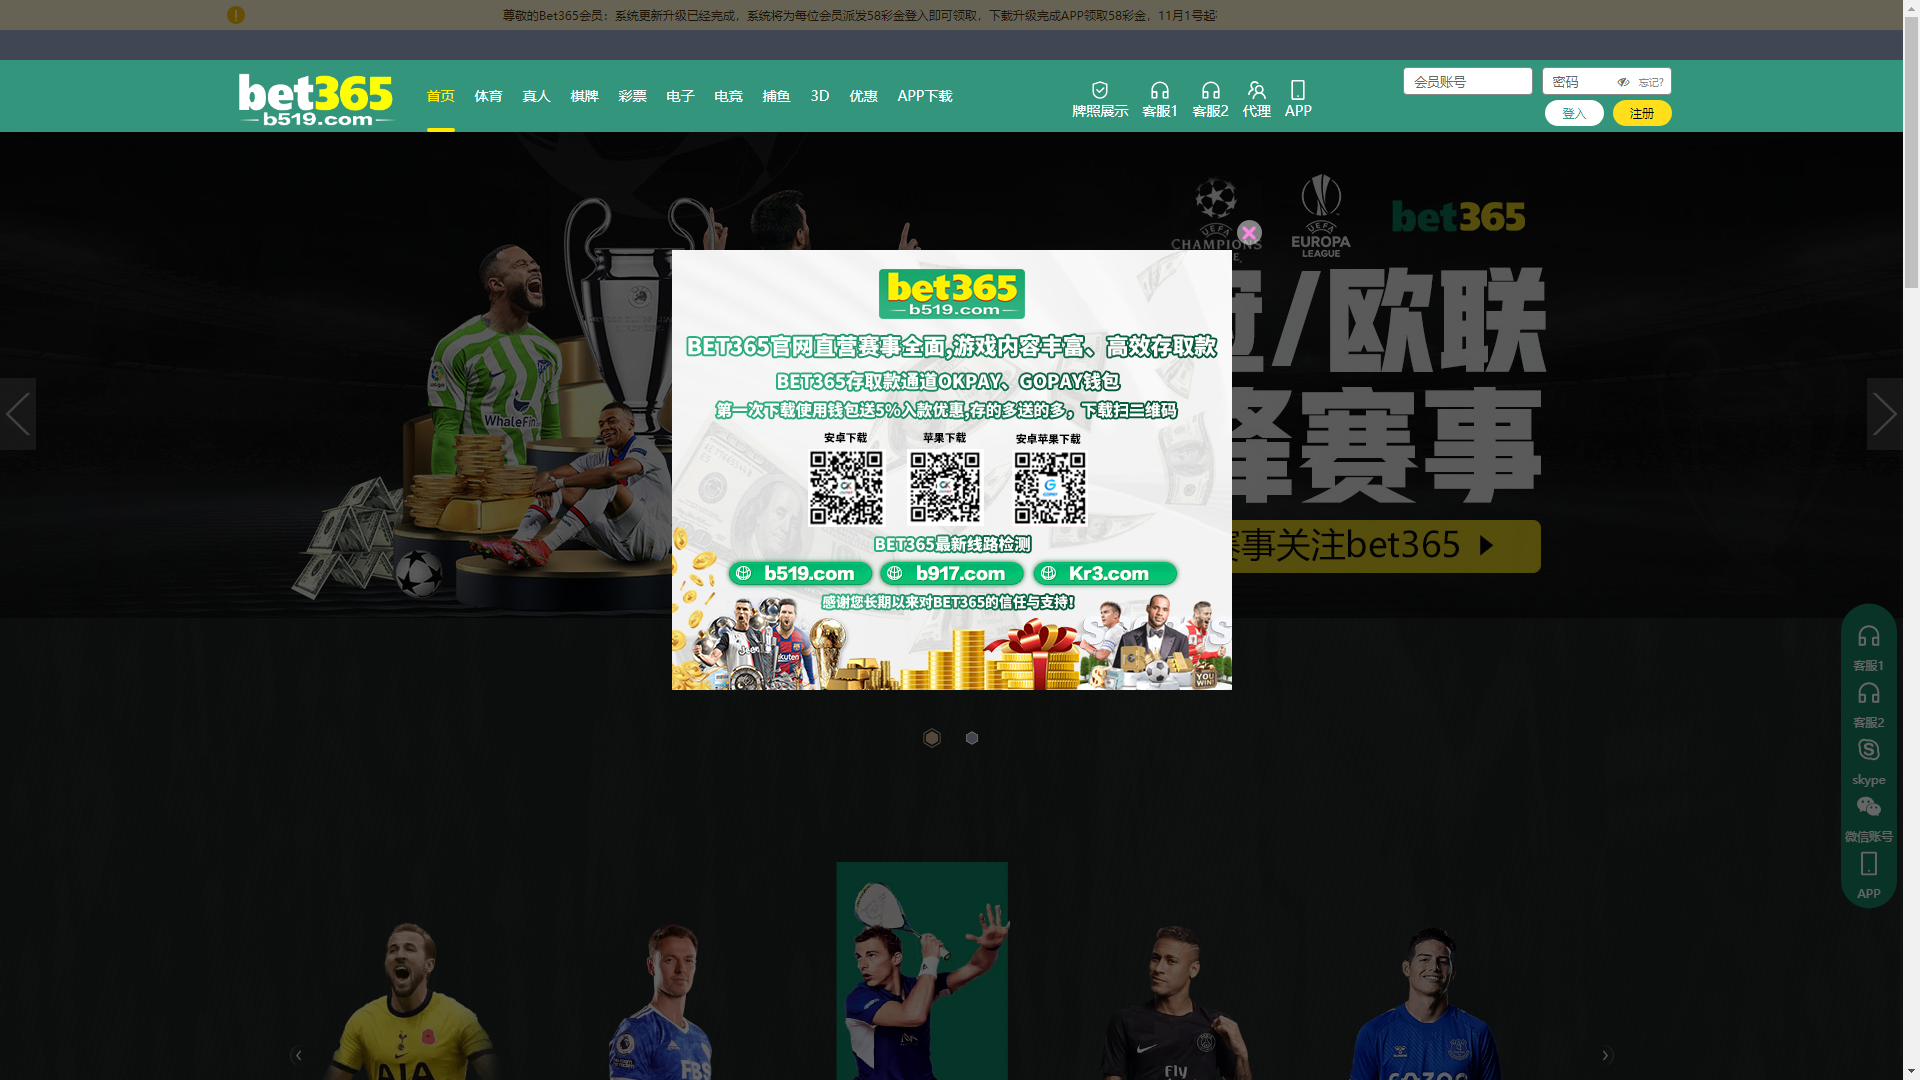 尊敬的Bet365会员：系统更新升级已经完成，系统将为每位会员派发58彩金登入即可领取，下载升级完成APP领取58彩金，11月1号起
bet365
b519.com
首页 体育 真人 棋牌 彩票 电子 电竞 捕鱼 3D 优惠 APP下载
牌照展示 客服1 客服2 代理 APP
会员账号 密码 忘记?
登入 注册
UEFA CHAMPIONS
UEFA EUROPA LEAGUE
bet365
/欧联
赛事
赛事关注bet365
WhaleFin
bet365
b519.com
BET365官网直营赛事全面,游戏内容丰富、高效存取款
BET365存取款通道OKPAY、GOPAY钱包
第一次下载使用钱包送5%入款优惠,存的多送的多，下载扫二维码
安卓下载 苹果下载 安卓苹果下载
BET365最新线路检测
b519.com b917.com Kr3.com
感谢您长期以来对BET365的信任与支持!
Jeep
YOU WIN!
客服1
客服2
skype
微信账号
APP
AIA
FBS
Fly